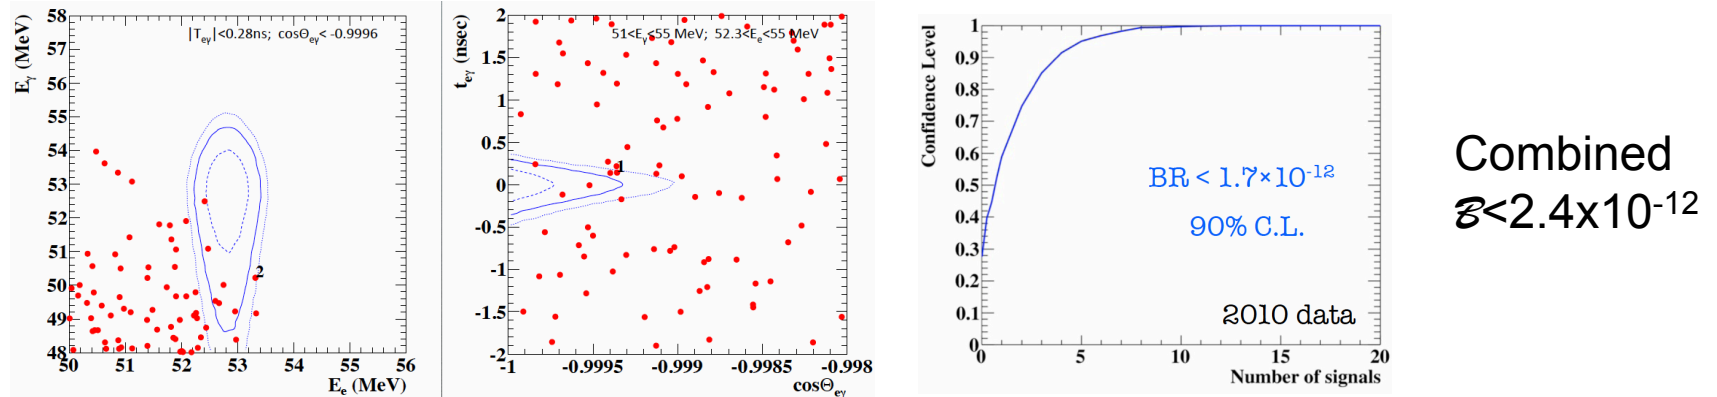 58
57
56
55
54
53
52
51
50
49
48
E_γ (MeV)
|T_eγ|<0.28ns; cosΘ_eγ< -0.9996
2
50 51 52 53 54 55 56
E_e (MeV)
2
1.5
1
0.5
0
-0.5
-1
-1.5
-2
t_eγ (nsec)
51<E_γ<55 MeV; 52.3<E_e<55 MeV
1
-1 -0.9995 -0.999 -0.9985 -0.998
cosΘ_eγ
1
0.9
0.8
0.7
0.6
0.5
0.4
0.3
0.2
0.1
0
Confidence Level
BR < 1.7×10⁻¹²
90% C.L.
2010 data
0 5 10 15 20
Number of signals
Combined
ℬ<2.4x10⁻¹²